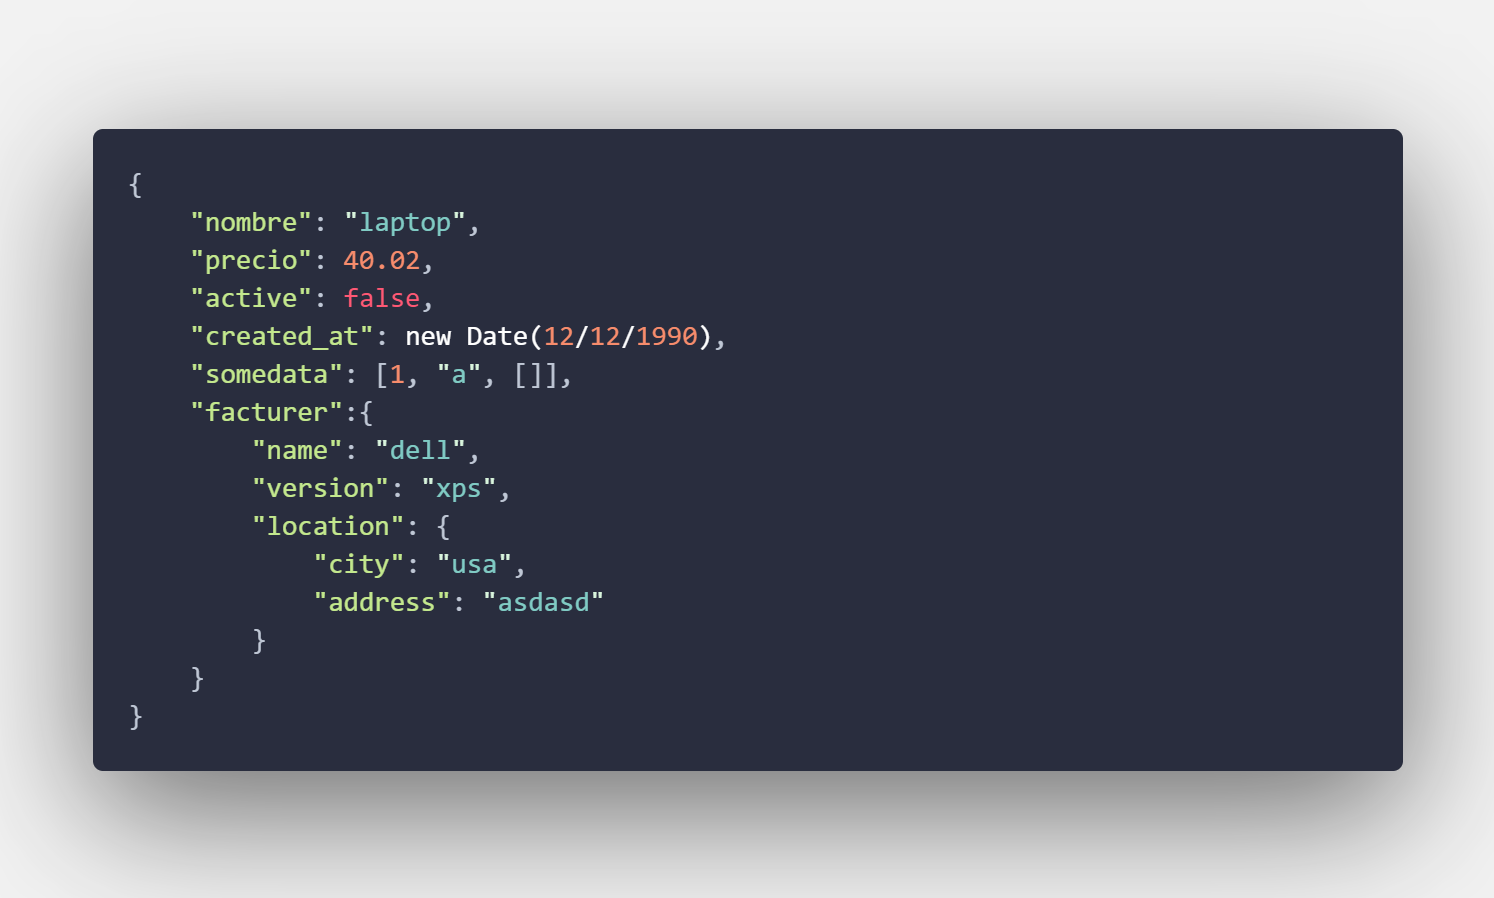 {
    "nombre": "laptop",
    "precio": 40.02,
    "active": false,
    "created_at": new Date(12/12/1990),
    "somedata": [1, "a", []],
    "facturer":{
        "name": "dell",
        "version": "xps",
        "location": {
            "city": "usa",
            "address": "asdasd"
        }
    }
}